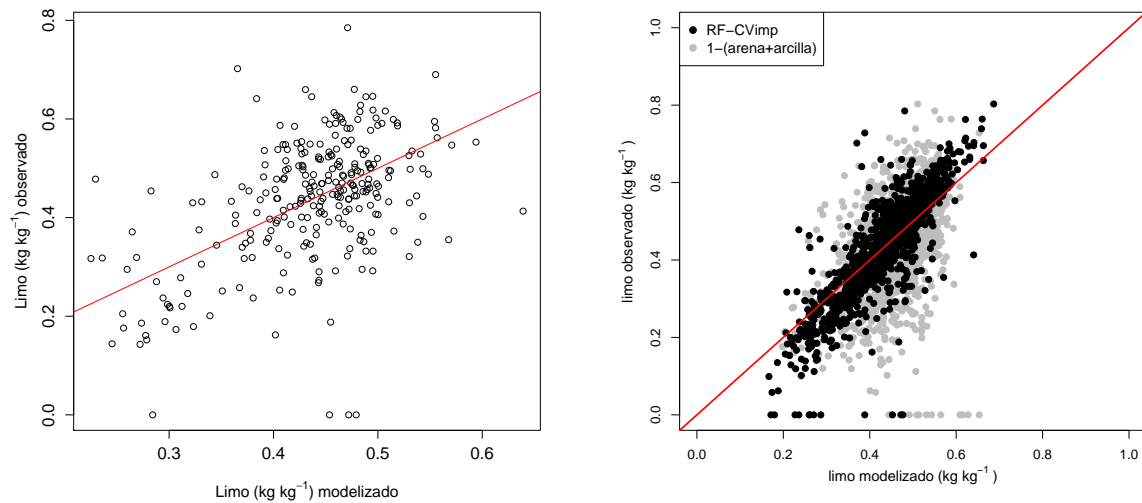 0.8
0.6
0.4
0.2
0.0
Limo (kg kg⁻¹) observado
0.3 0.4 0.5 0.6
Limo (kg kg⁻¹) modelizado
RF−CVimp
1−(arena+arcilla)
1.0
0.8
0.6
0.4
0.2
0.0
limo observado (kg kg⁻¹)
0.0 0.2 0.4 0.6 0.8 1.0
limo modelizado (kg kg⁻¹)